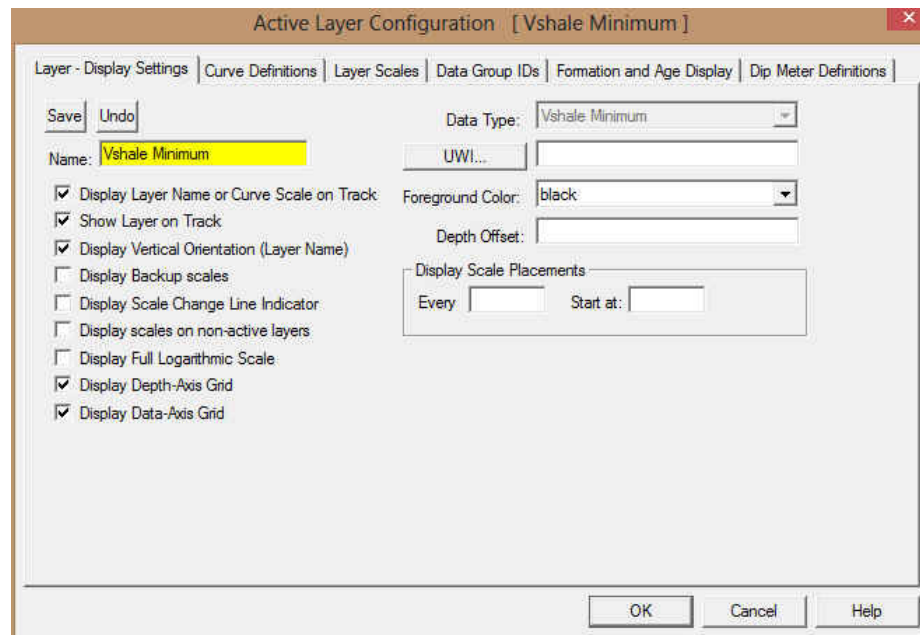 Active Layer Configuration [ Vshale Minimum ]
Layer - Display Settings Curve Definitions Layer Scales Data Group IDs Formation and Age Display Dip Meter Definitions
Save Undo
Name: Vshale Minimum
Display Layer Name or Curve Scale on Track
Show Layer on Track
Display Vertical Orientation (Layer Name)
Display Backup scales
Display Scale Change Line Indicator
Display scales on non-active layers
Display Full Logarithmic Scale
Display Depth-Axis Grid
Display Data-Axis Grid
Data Type: Vshale Minimum
UWI...
Foreground Color: black
Depth Offset:
Display Scale Placements
Every Start at:
OK Cancel Help